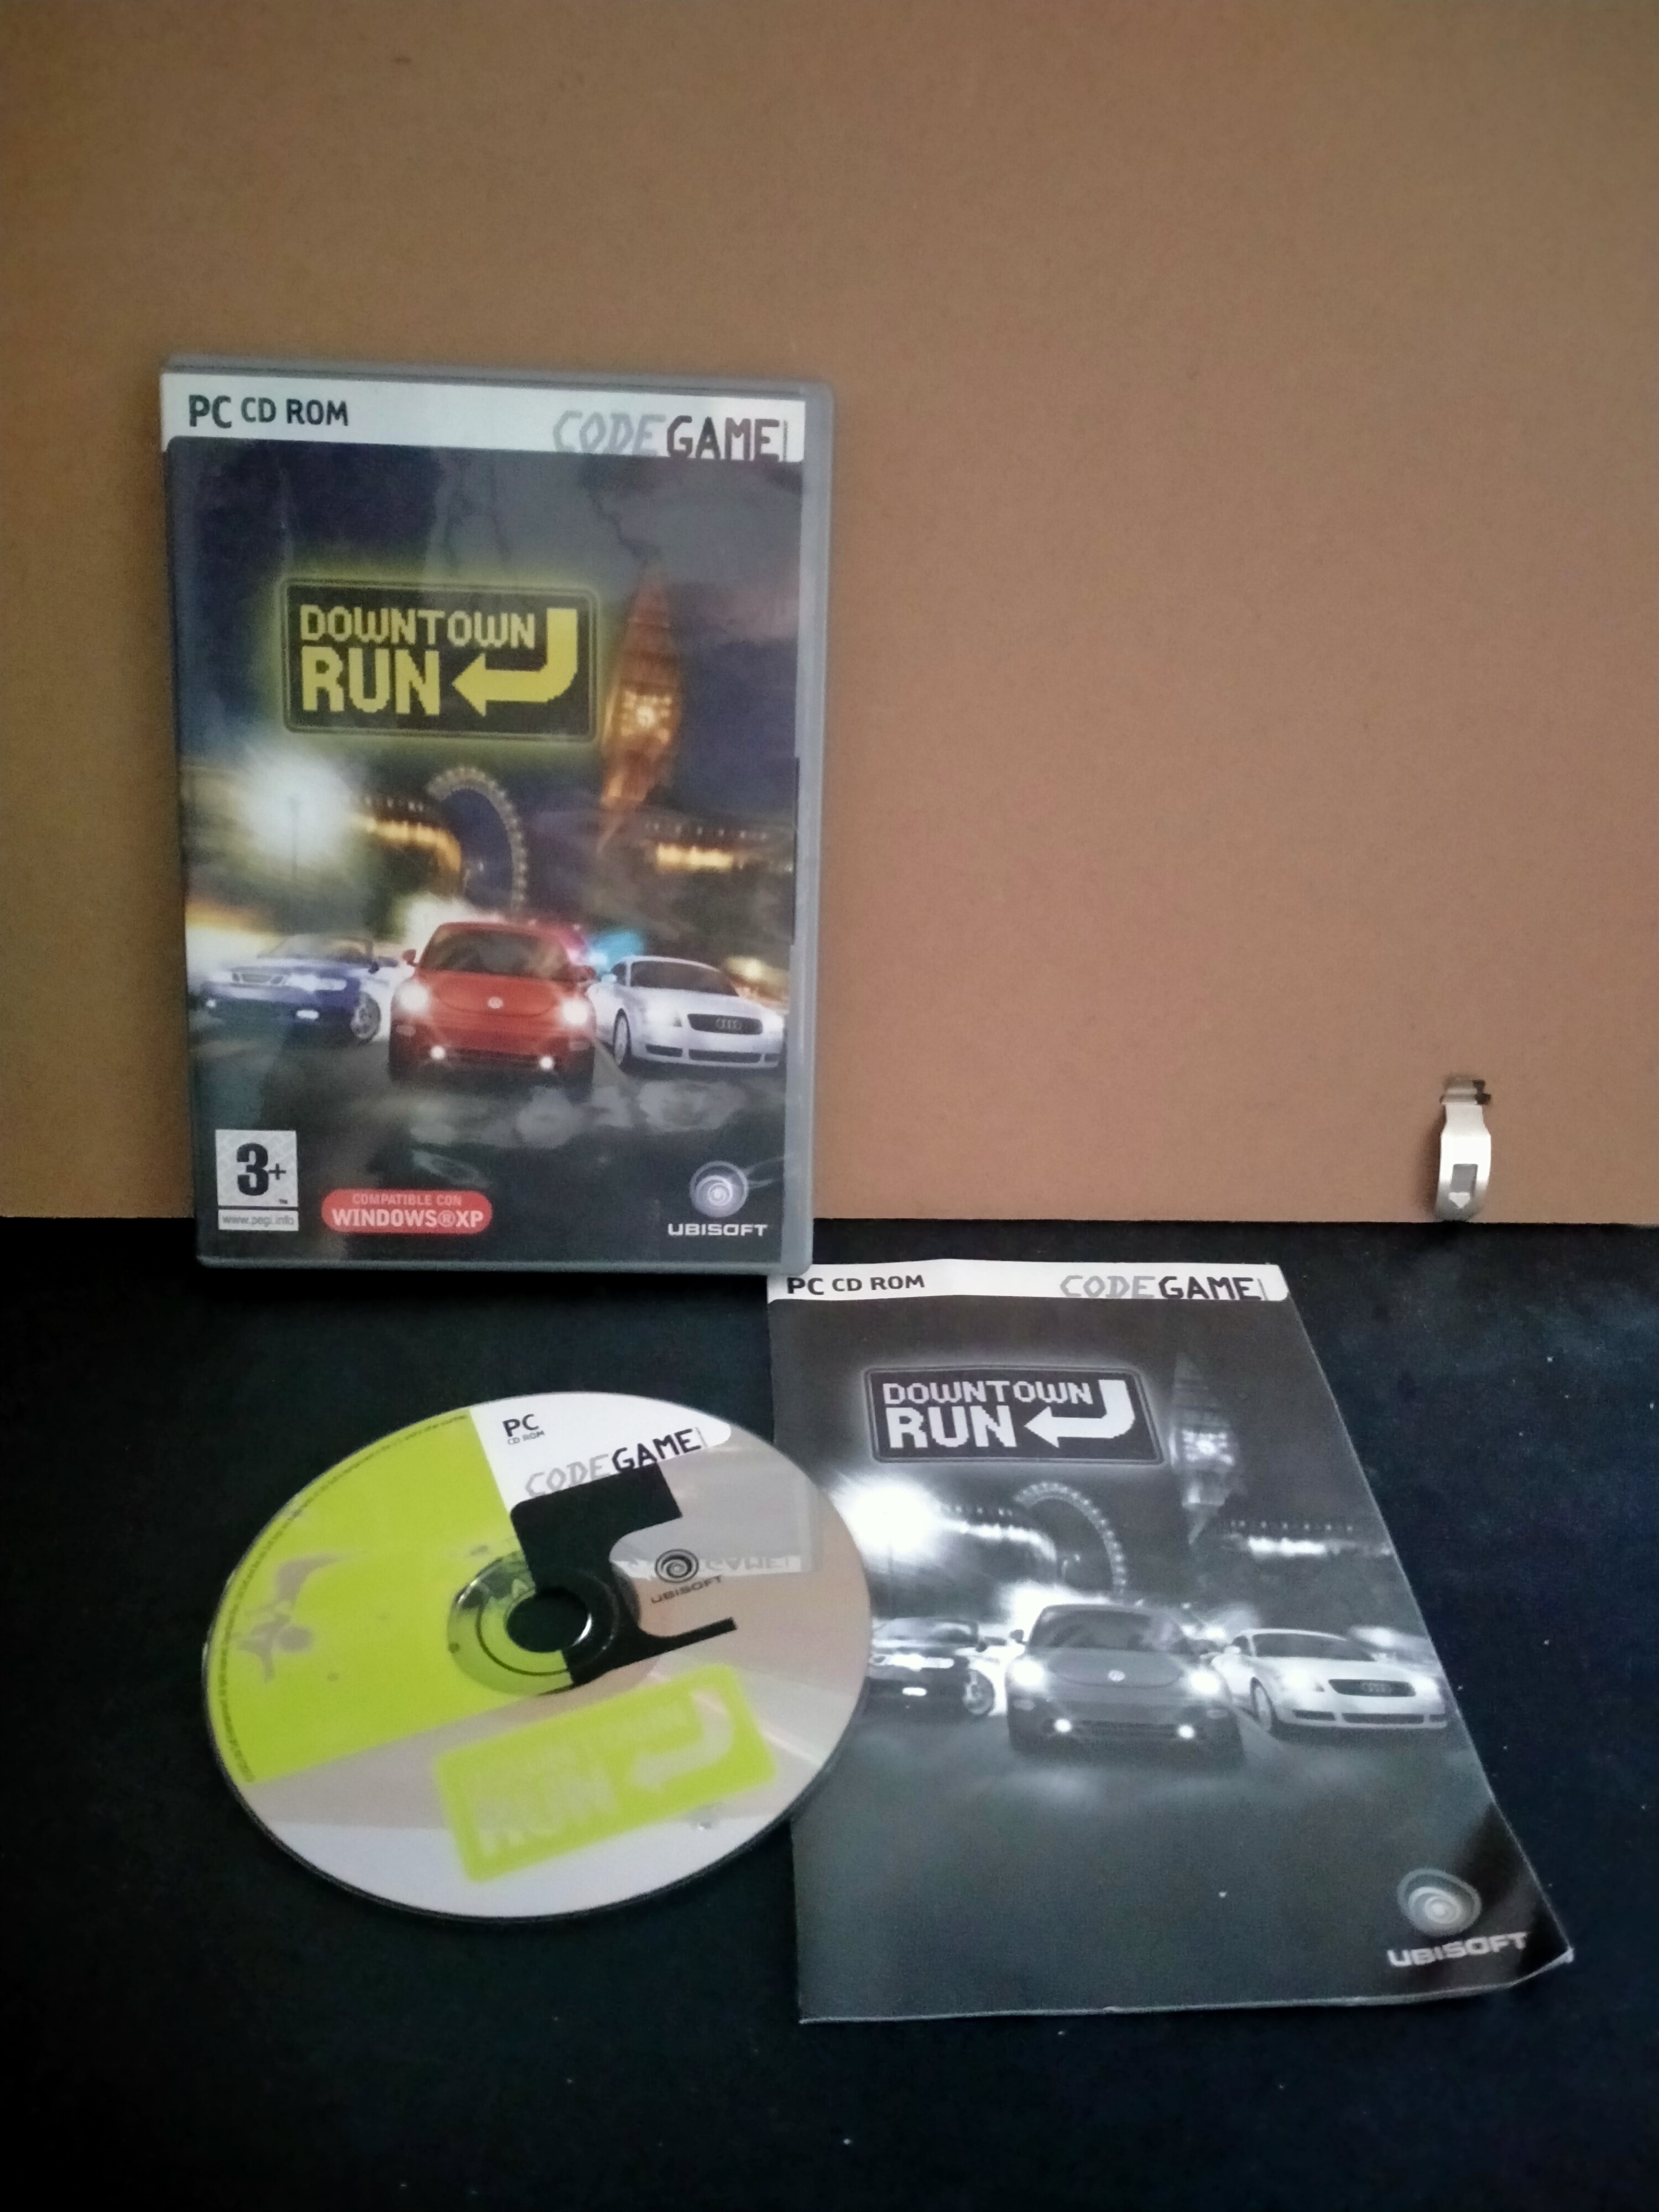 PC CD ROM
CODEGAME
DOWNTOWN
RUN
3+
www.pegi.info
COMPATIBLE CON
WINDOWS®XP
UBISOFT
PC CD ROM
CODEGAME
DOWNTOWN
RUN
UBISOFT
PC
CD ROM
CODEGAME
UBISOFT
DOWNTOWN
RUN